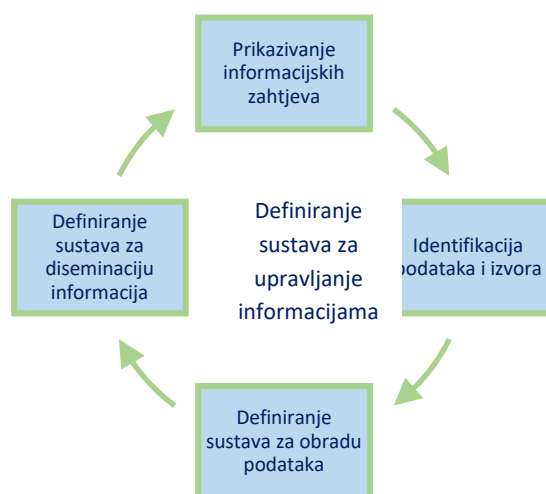 Prikazivanje
informacijskih
zahtjeva
Definiranje
sustava za
diseminaciju
informacija
Definiranje
sustava za
upravljanje
informacijama
Identifikacija
podataka i izvora
Definiranje
sustava za obradu
podataka